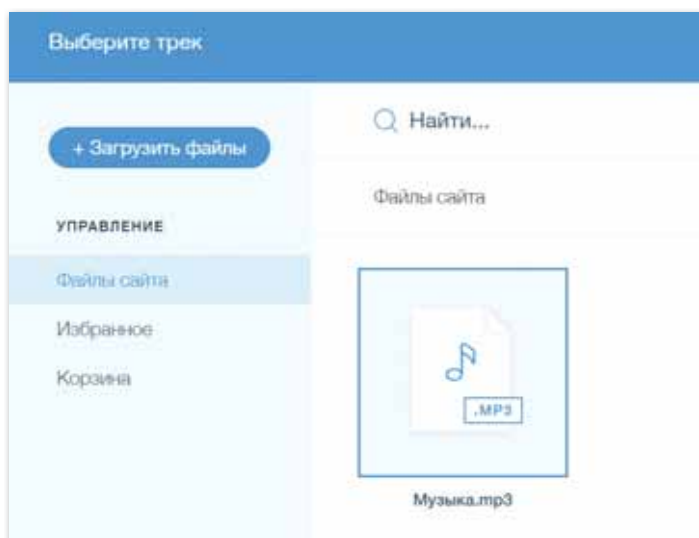 Выберите трек
+ Загрузить файлы
УПРАВЛЕНИЕ
Файлы сайта
Избранное
Корзина
Найти...
Файлы сайта
.MP3
Музыка.mp3